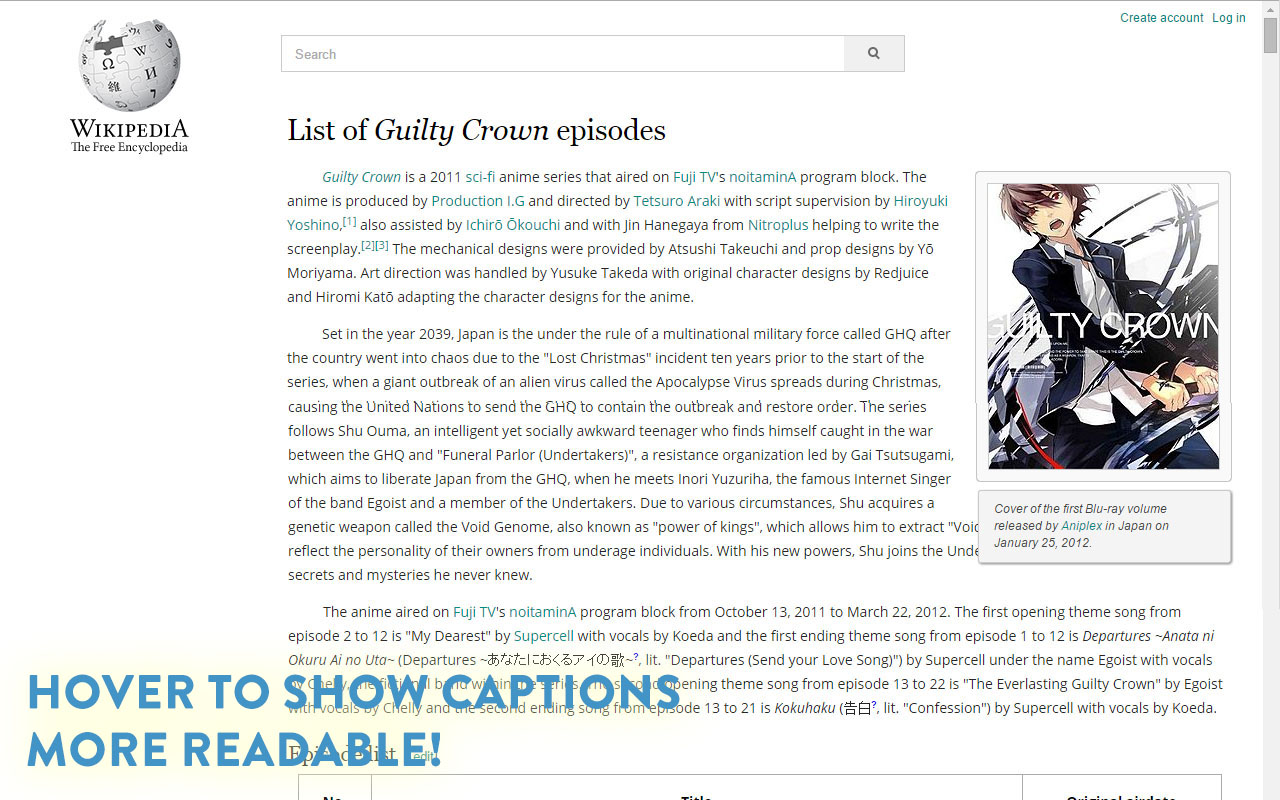 Create account Log in
Search
WIKIPEDIA
The Free Encyclopedia
List of Guilty Crown episodes
Guilty Crown is a 2011 sci-fi anime series that aired on Fuji TV's noitaminA program block. The
anime is produced by Production I.G and directed by Tetsuro Araki with script supervision by Hiroyuki
Yoshino,[1] also assisted by Ichirō Ōkouchi and with Jin Hanegaya from Nitroplus helping to write the
screenplay.[2][3] The mechanical designs were provided by Atsushi Takeuchi and prop designs by Yō
Moriyama. Art direction was handled by Yusuke Takeda with original character designs by Redjuice
and Hiromi Katō adapting the character designs for the anime.
GUILTY CROWN
Set in the year 2039, Japan is the under the rule of a multinational military force called GHQ after
the country went into chaos due to the "Lost Christmas" incident ten years prior to the start of the
series, when a giant outbreak of an alien virus called the Apocalypse Virus spreads during Christmas,
causing the United Nations to send the GHQ to contain the outbreak and restore order. The series
follows Shu Ouma, an intelligent yet socially awkward teenager who finds himself caught in the war
between the GHQ and "Funeral Parlor (Undertakers)", a resistance organization led by Gai Tsutsugami,
which aims to liberate Japan from the GHQ, when he meets Inori Yuzuriha, the famous Internet Singer
of the band Egoist and a member of the Undertakers. Due to various circumstances, Shu acquires a
genetic weapon called the Void Genome, also known as "power of kings", which allows him to extract "Voi
reflect the personality of their owners from underage individuals. With his new powers, Shu joins the Und
secrets and mysteries he never knew.
Cover of the first Blu-ray volume
released by Aniplex in Japan on
January 25, 2012.
The anime aired on Fuji TV's noitaminA program block from October 13, 2011 to March 22, 2012. The first opening theme song from
episode 2 to 12 is "My Dearest" by Supercell with vocals by Koeda and the first ending theme song from episode 1 to 12 is Departures ~Anata ni
Okuru Ai no Uta~ (Departures ~あなたにおくるアイの歌~?, lit. "Departures (Send your Love Song)") by Supercell under the name Egoist with vocals
by Chelly, the fictional band within the series. The second opening theme song from episode 13 to 22 is "The Everlasting Guilty Crown" by Egoist
with vocals by Chelly and the second ending song from episode 13 to 21 is Kokuhaku (告白?, lit. "Confession") by Supercell with vocals by Koeda.
HOVER TO SHOW CAPTIONS
MORE READABLE!
Episode list [edit]
No. Title Original airdate